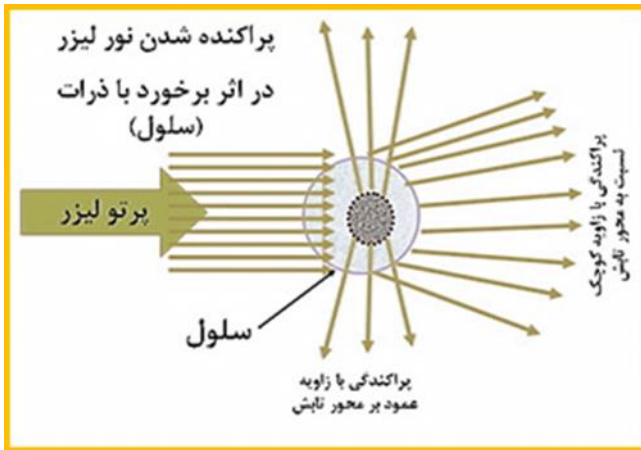 پراکنده شدن نور لیزر
در اثر برخورد با ذرات
(سلول)
پرتو لیزر
سلول
پراکندگی با زاویه
عمود بر محور تابش
پراکندگی با زاویه کوچک
نسبت به محور تابش